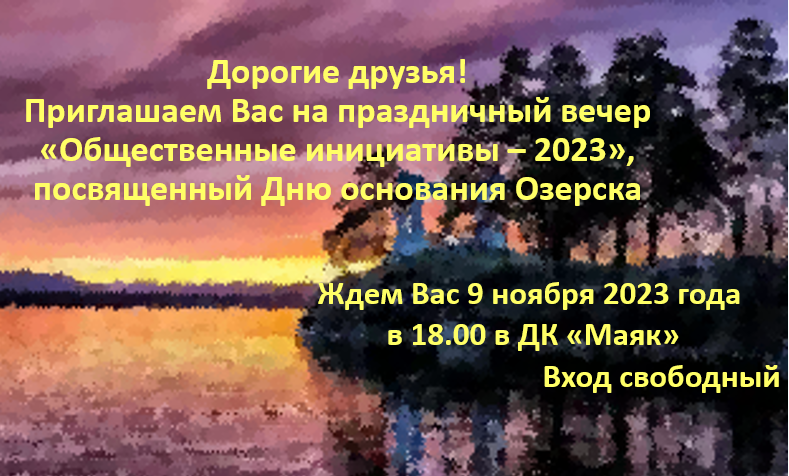 Дорогие друзья!
Приглашаем Вас на праздничный вечер
«Общественные инициативы – 2023»,
посвященный Дню основания Озерска
Ждем Вас 9 ноября 2023 года
в 18.00 в ДК «Маяк»
Вход свободный